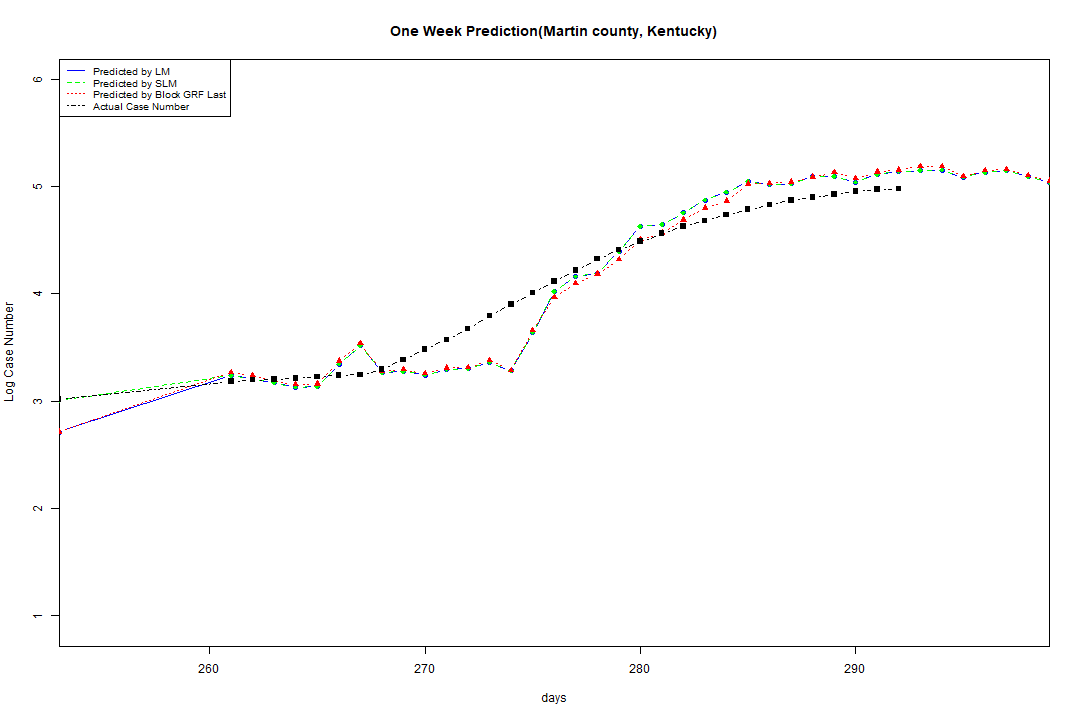 One Week Prediction(Martin county, Kentucky)
Predicted by LM
Predicted by SLM
Predicted by Block GRF Last
Actual Case Number
6
5
4
3
2
1
Log Case Number
260 270 280 290
days